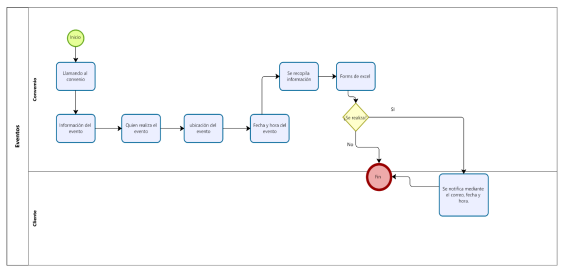 Eventos
Convenio
Cliente
Inicio
Llamando al
convenio
Información del
evento
Quien realiza el
evento
ubicación del
evento
Fecha y hora del
evento
Se recopila
información
Forms de excel
¿Se realiza?
Si
No
Fin
Se notifica mediante
el correo, fecha y
hora.